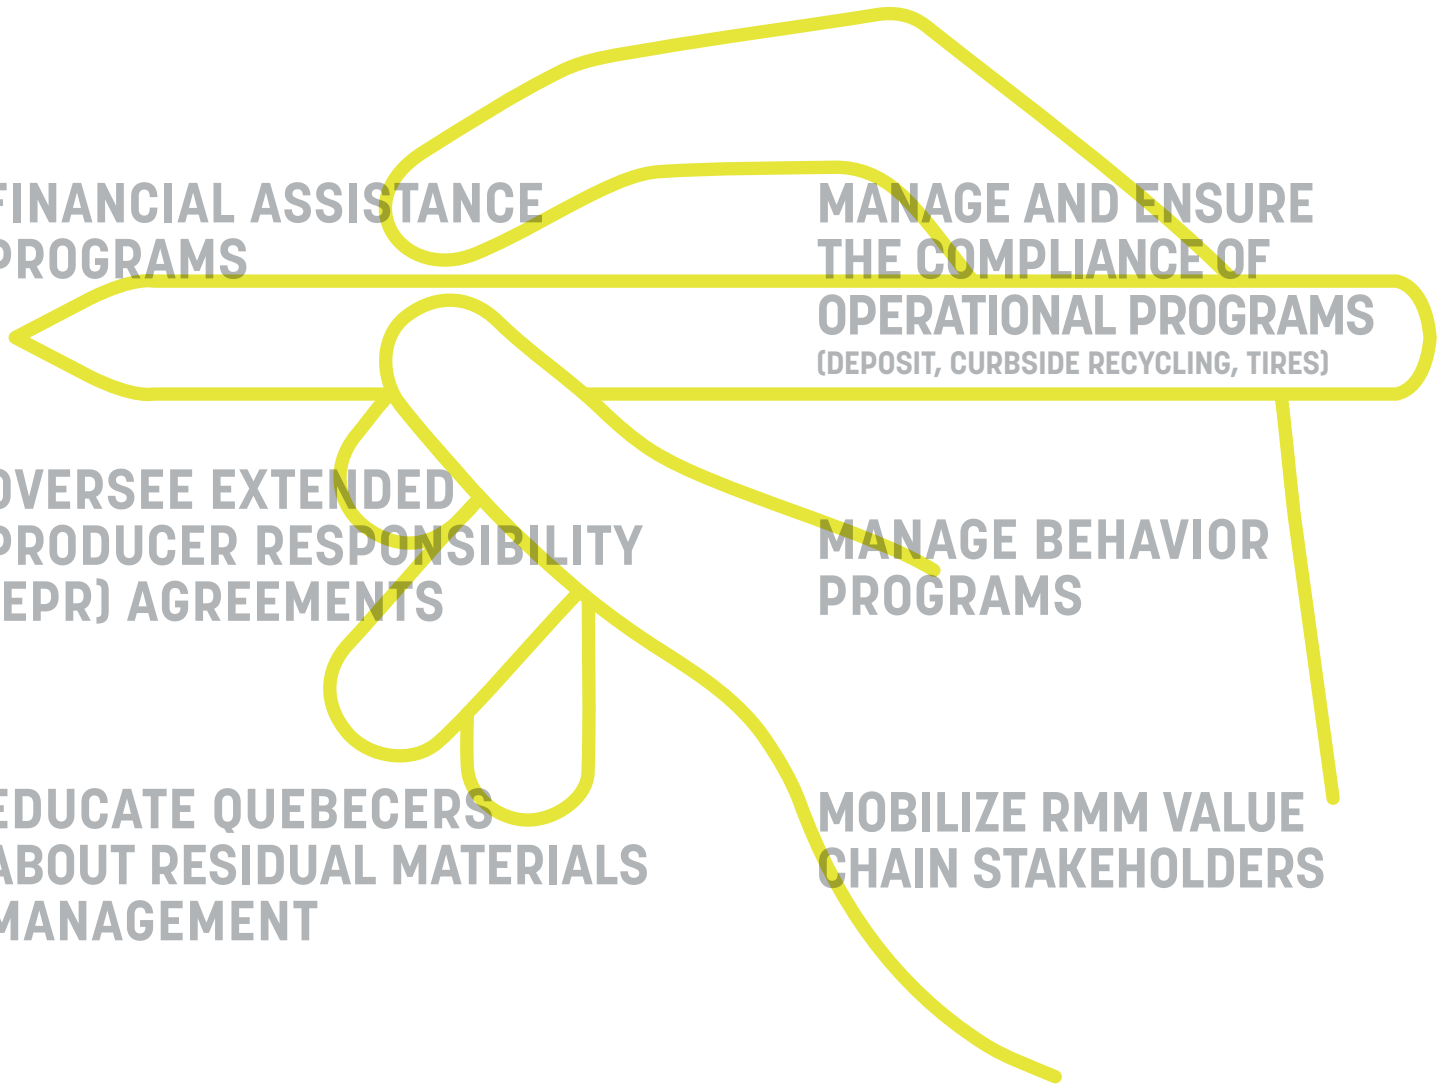 FINANCIAL ASSISTANCE
PROGRAMS
MANAGE AND ENSURE
THE COMPLIANCE OF
OPERATIONAL PROGRAMS
(DEPOSIT, CURBSIDE RECYCLING, TIRES)
OVERSEE EXTENDED
PRODUCER RESPONSIBILITY
(EPR) AGREEMENTS
MANAGE BEHAVIOR
PROGRAMS
EDUCATE QUEBECERS
ABOUT RESIDUAL MATERIALS
MANAGEMENT
MOBILIZE RMM VALUE
CHAIN STAKEHOLDERS